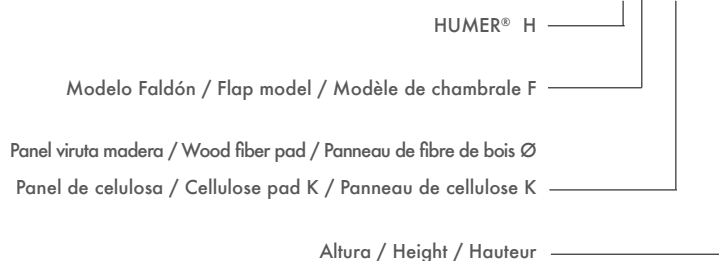 HUMER® H
Modelo Faldón / Flap model / Modèle de chambrale F
Panel viruta madera / Wood fiber pad / Panneau de fibre de bois Ø
Panel de celulosa / Cellulose pad K / Panneau de cellulose K
Altura / Height / Hauteur